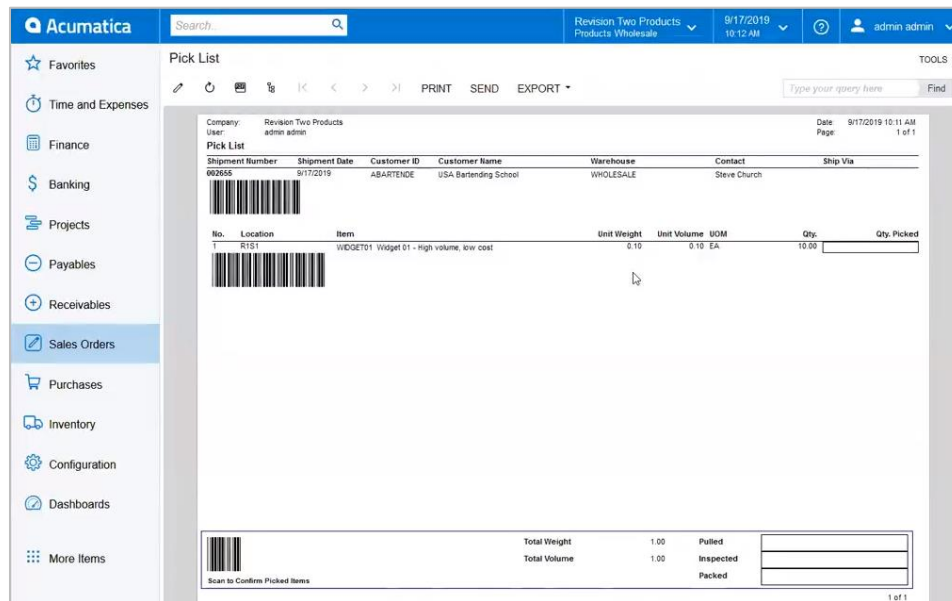 Acumatica
Search...
Revision Two Products
Products Wholesale
9/17/2019
10:12 AM
admin admin
Favorites
Time and Expenses
Finance
Banking
Projects
Payables
Receivables
Sales Orders
Purchases
Inventory
Configuration
Dashboards
More Items
Pick List
TOOLS
PRINT SEND EXPORT
Type your query here Find
Company: Revision Two Products Date: 9/17/2019 10:11 AM
User: admin admin Page: 1 of 1
Pick List
Shipment Number Shipment Date Customer ID Customer Name Warehouse Contact Ship Via
002655 9/17/2019 ABARTENDE USA Bartending School WHOLESALE Steve Church
No. Location Item Unit Weight Unit Volume UOM Qty. Qty. Picked
1 R1S1 WIDGET01 Widget 01 - High volume, low cost 0.10 0.10 EA 10.00
Total Weight 1.00 Pulled
Total Volume 1.00 Inspected
Packed
Scan to Confirm Picked Items
1 of 1